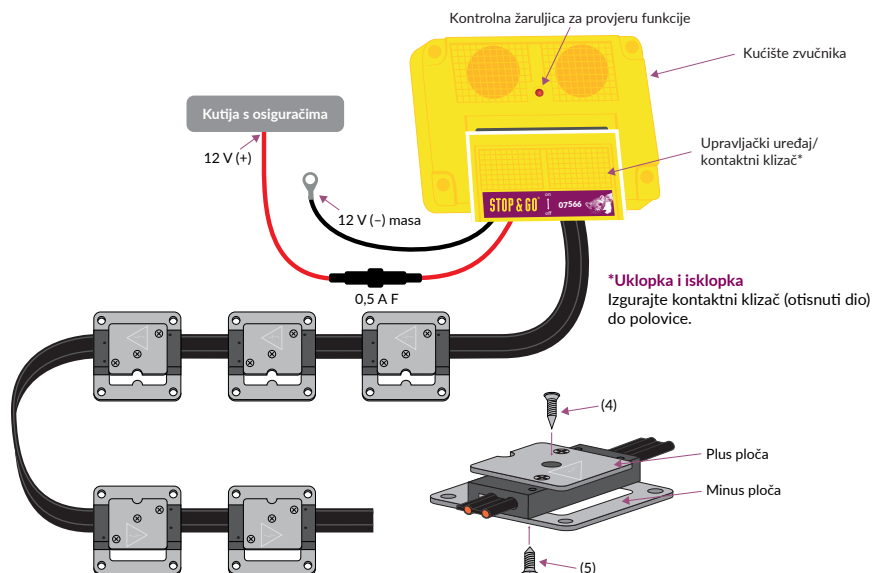 Kontrolna žaruljica za provjeru funkcije
Kućište zvučnika
Kutija s osiguračima
12 V (+)
Upravljački uređaj/
kontaktni klizač*
STOP & GO
on
off
07566
12 V (–) masa
0,5 A F
*Uklopka i isklopka
Izgurajte kontaktni klizač (otisnuti dio)
do polovice.
(4)
Plus ploča
Minus ploča
(5)